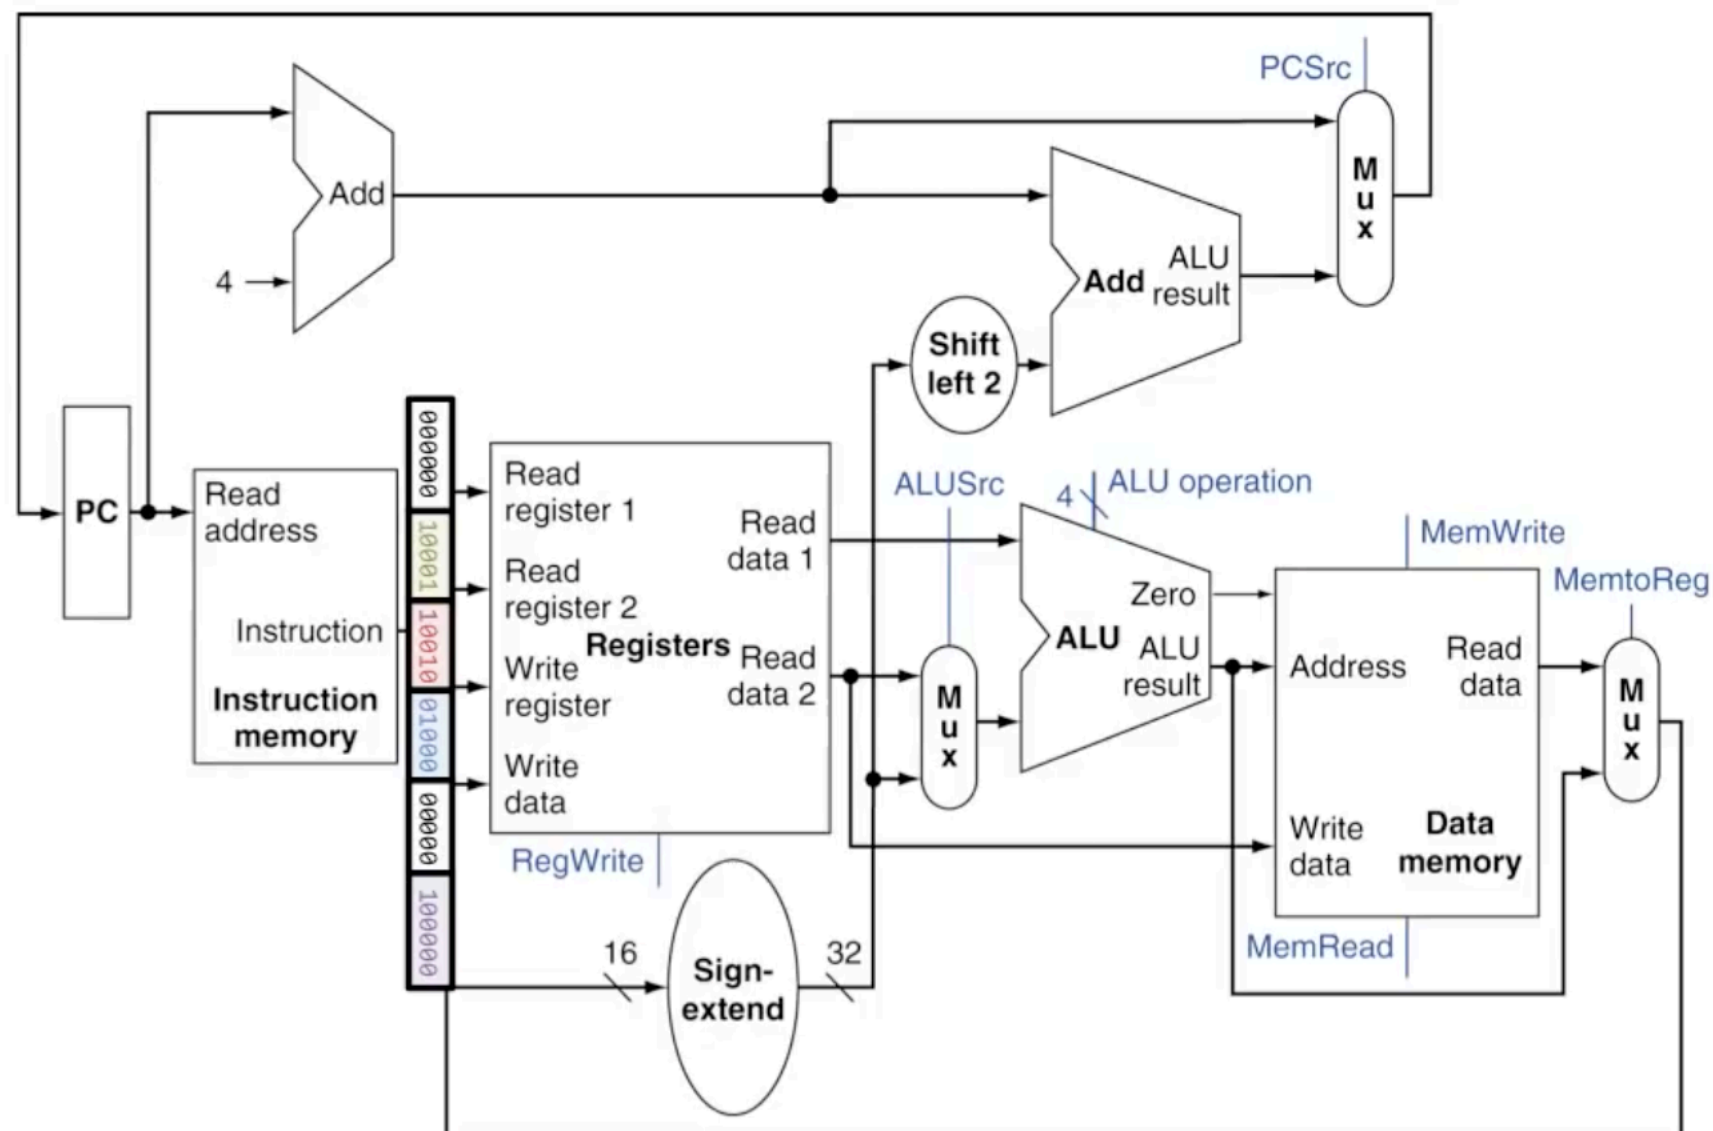 PCSrc
Add
4
M
u
x
Add
ALU
result
Shift
left 2
PC
Read
address
Instruction
Instruction
memory
000000
10001
10010
01000
00000
100000
Read
register 1
Read
register 2
Write
register
Write
data
Registers
Read
data 1
Read
data 2
RegWrite
16
Sign-
extend
32
ALUSrc
M
u
x
4
ALU operation
ALU
Zero
ALU
result
MemWrite
Address
Read
data
Write
data
Data
memory
MemRead
MemtoReg
M
u
x